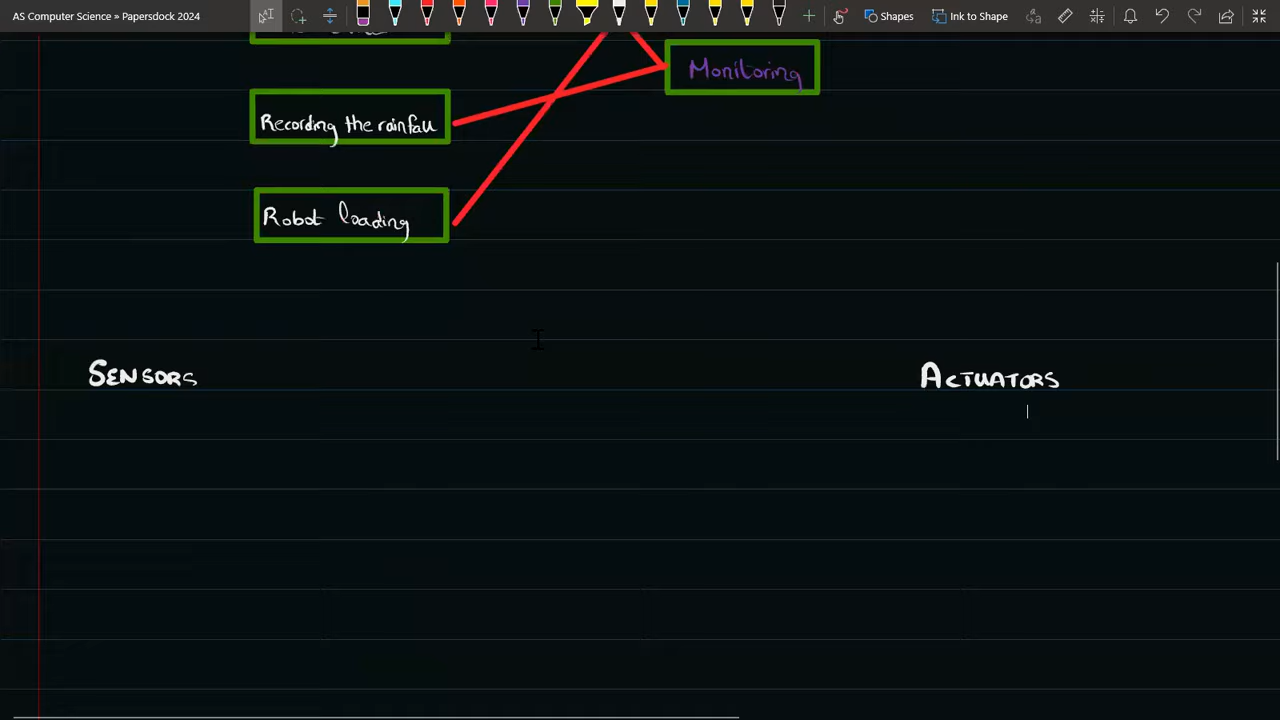 AS Computer Science » Papersdock 2024
Shapes
Ink to Shape
Monitoring
Recording the rainfall
Robot loading
SENSORS
ACTUATORS